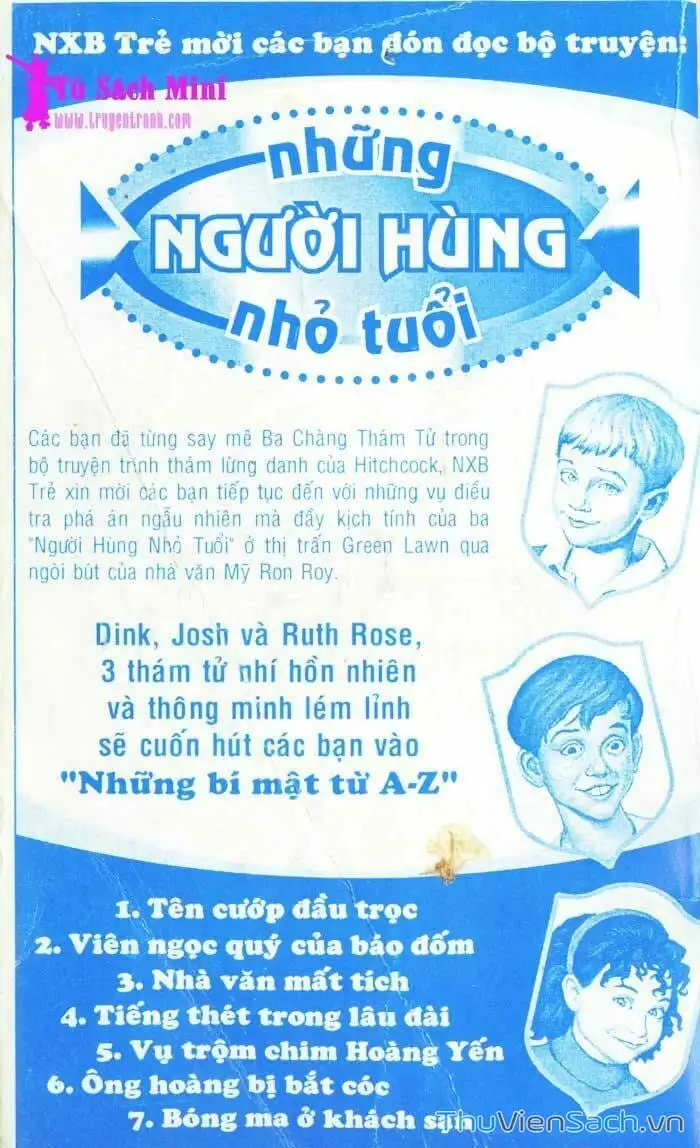 NXB Trẻ mời các bạn đón đọc bộ truyện:
Tủ Sách Mini
www.truyentranh.com
những
NGƯỜI HÙNG
nhỏ tuổi
Các bạn đã từng say mê Ba Chàng Thám Tử trong
bộ truyện trinh thám lừng danh của Hitchcock, NXB
Trẻ xin mời các bạn tiếp tục đến với những vụ điều
tra phá án ngẫu nhiên mà đầy kịch tính của ba
"Người Hùng Nhỏ Tuổi" ở thị trấn Green Lawn qua
ngòi bút của nhà văn Mỹ Ron Roy.
Dink, Josh và Ruth Rose,
3 thám tử nhí hồn nhiên
và thông minh lém lỉnh
sẽ cuốn hút các bạn vào
"Những bí mật từ A-Z"
1. Tên cướp đầu trọc
2. Viên ngọc quý của báo đốm
3. Nhà văn mất tích
4. Tiếng thét trong lâu đài
5. Vụ trộm chim Hoàng Yến
6. Ông hoàng bị bắt cóc
7. Bóng ma ở khách sạn
ThuVienSach.vn